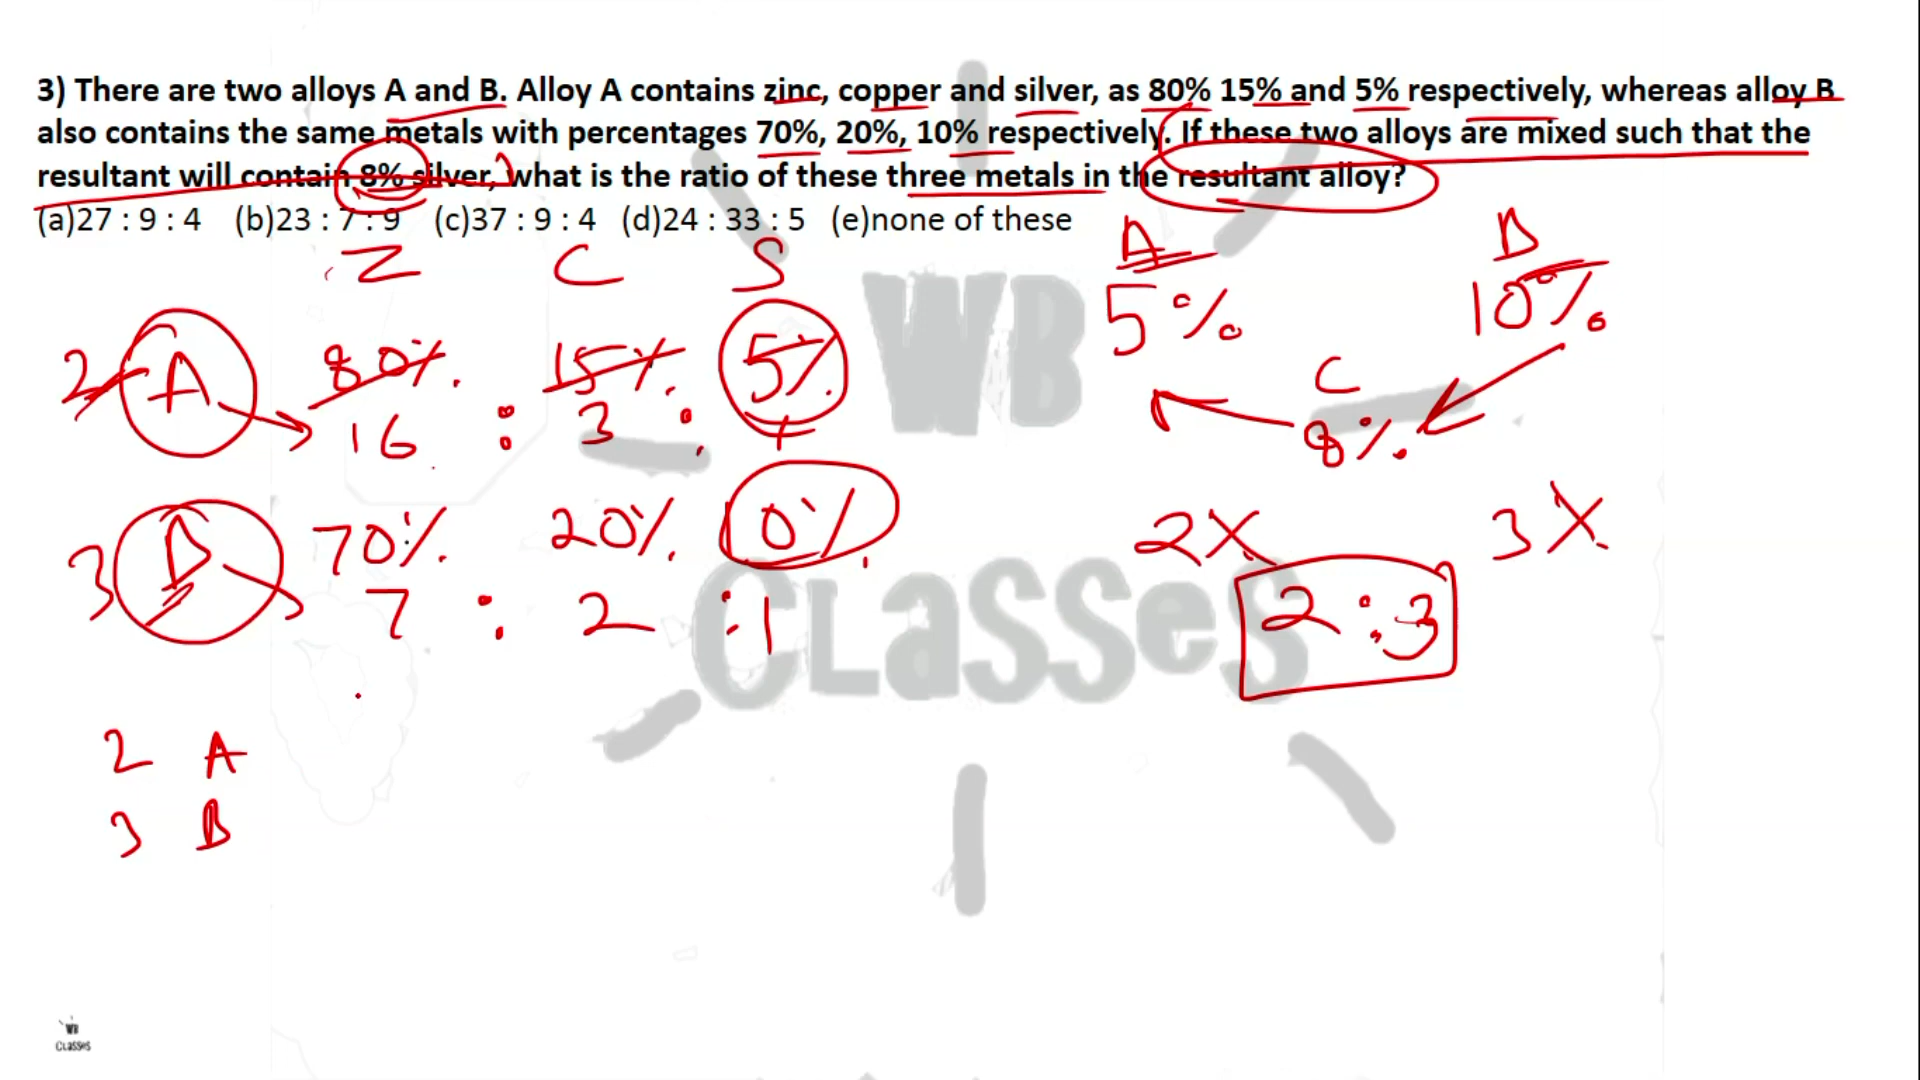 3) There are two alloys A and B. Alloy A contains zinc, copper and silver, as 80% 15% and 5% respectively, whereas alloy B
also contains the same metals with percentages 70%, 20%, 10% respectively. If these two alloys are mixed such that the
resultant will contain 8% silver, what is the ratio of these three metals in the resultant alloy?
(a)27 : 9 : 4 (b)23 : 7 : 9 (c)37 : 9 : 4 (d)24 : 33 : 5 (e)none of these
Z C S A B
5% 10%
2 A 80% 15% 5%
C
16 : 3 : 1
8%
3 B 70% 20% 10%
2X 3X
7 : 2 : 1
2 : 3
2 A
3 B
WB
CLasses
WB
CLasses